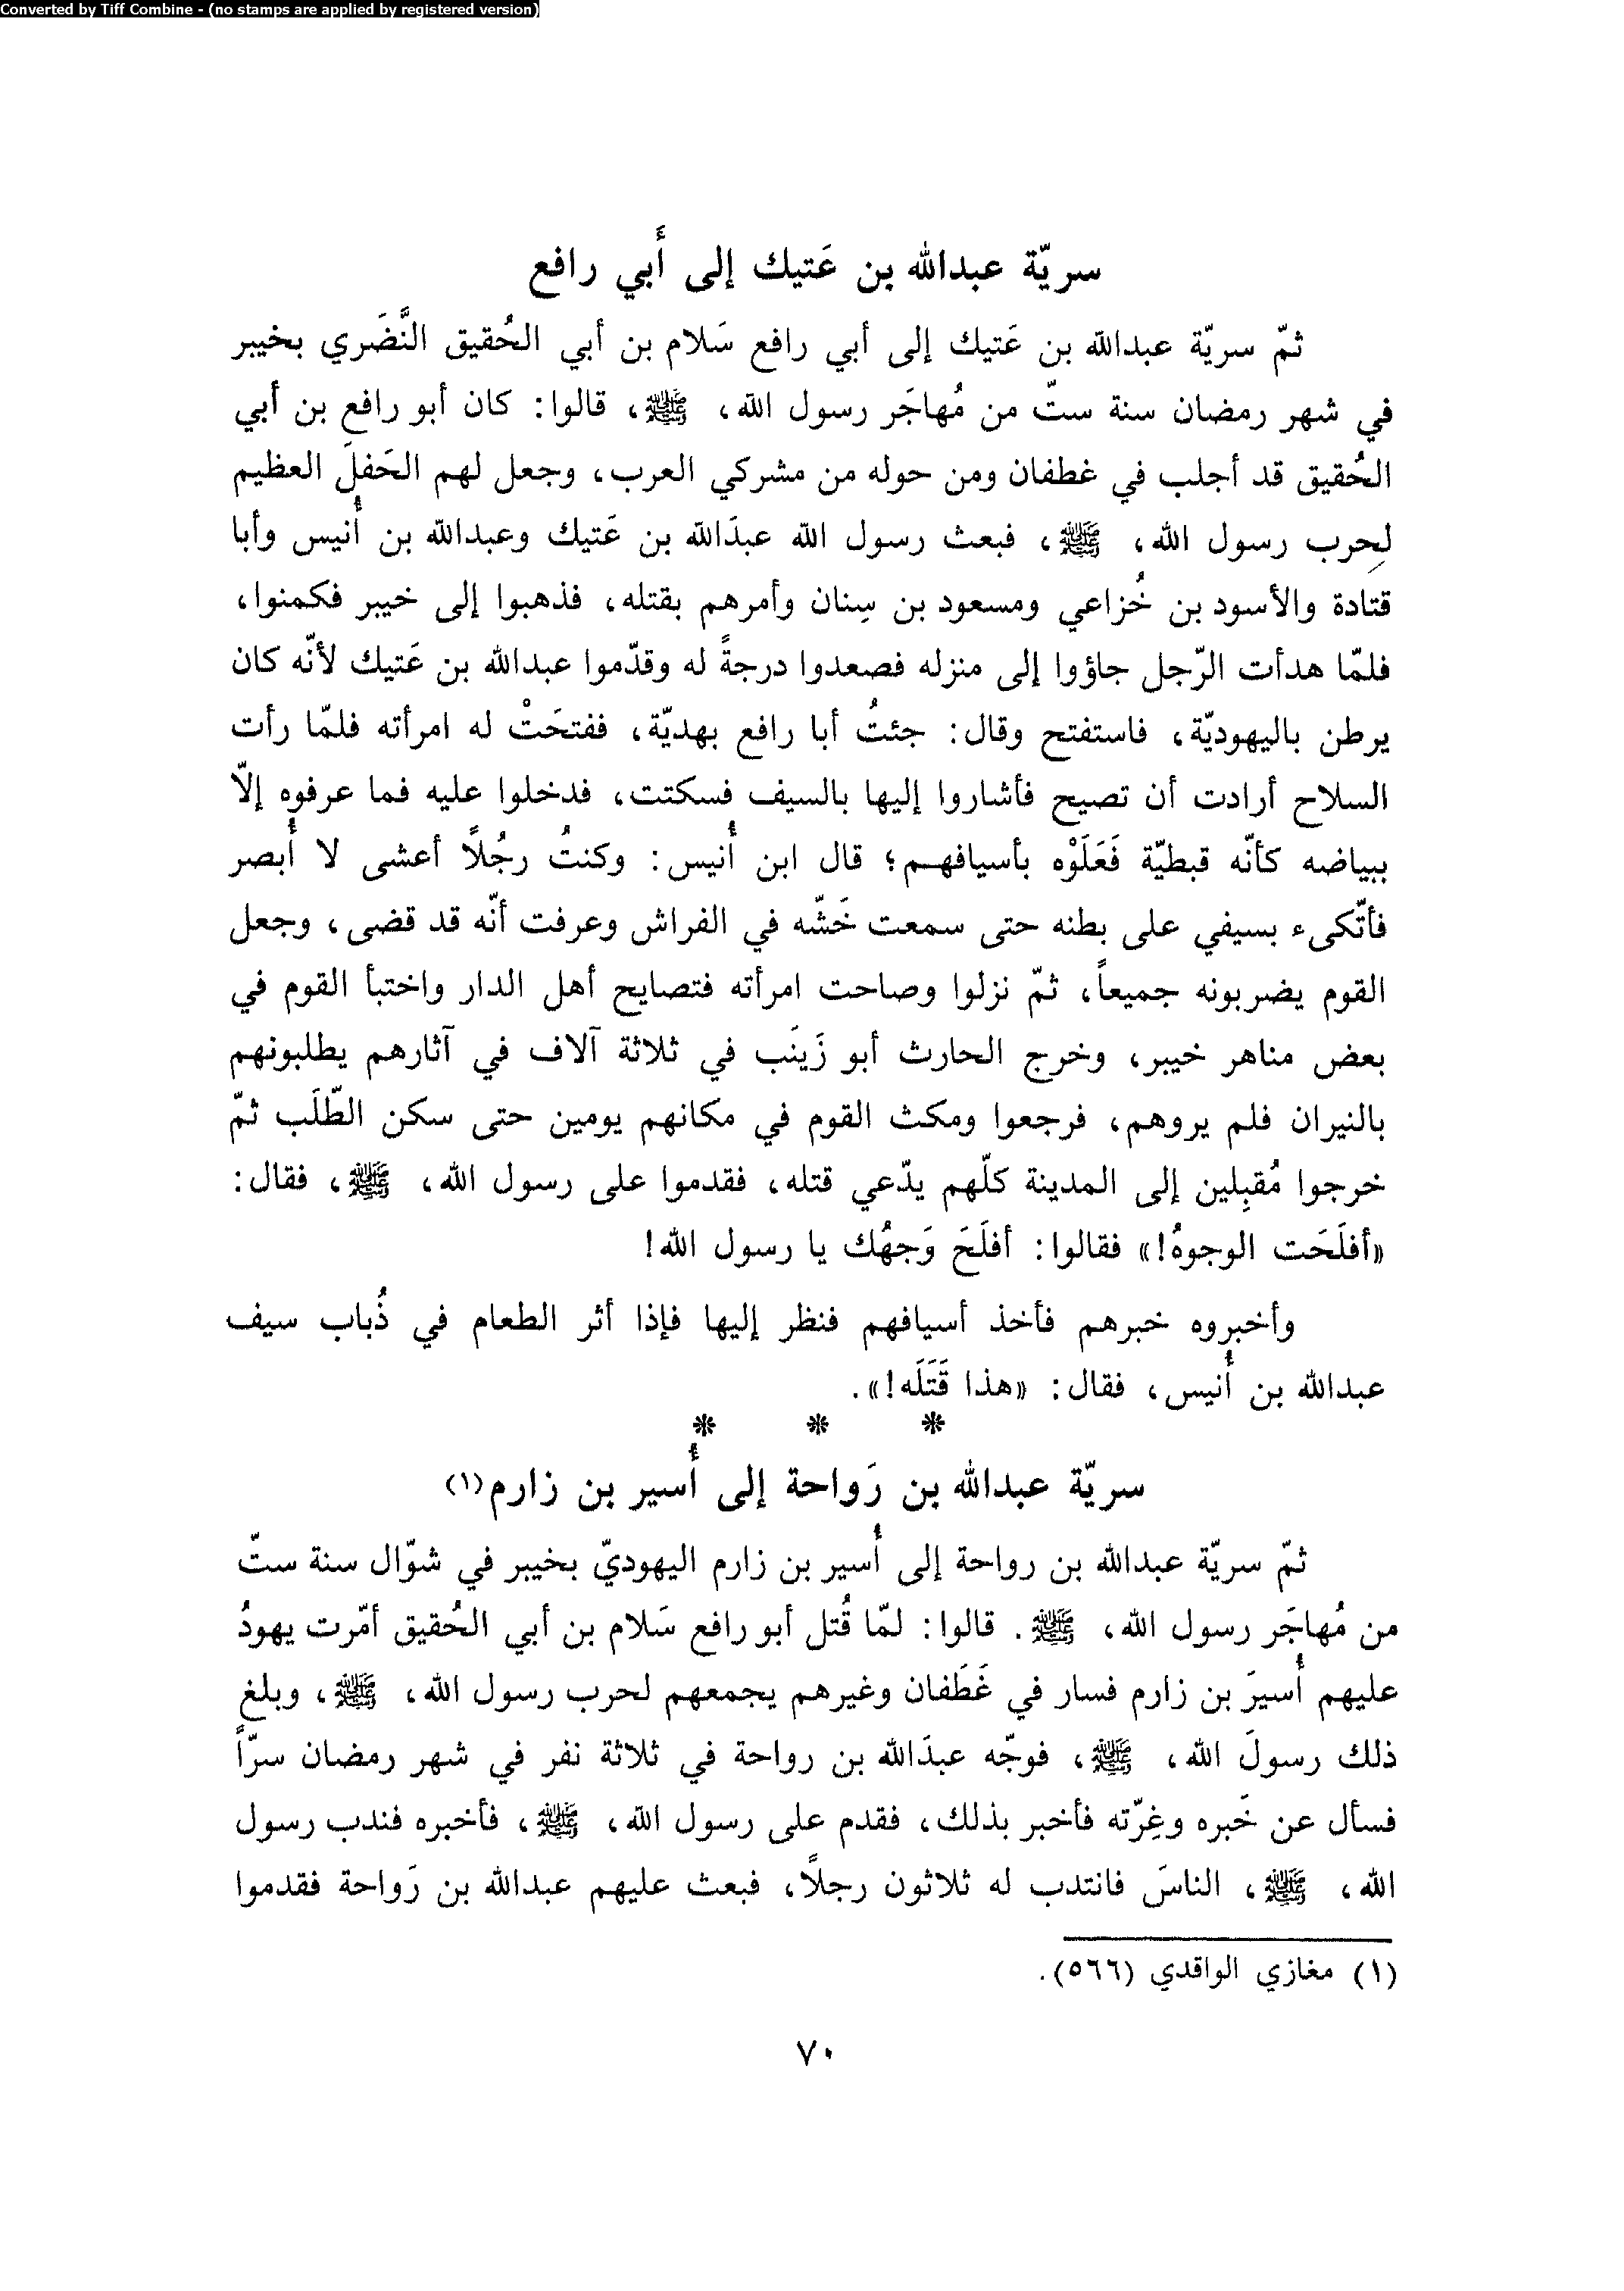 Converted by Tiff Combine - (no stamps are applied by registered version)
سريّة عبدالله بن عَتيك إلى أَبي رافع
ثمّ سريّة عبدالله بن عَتيك إلى أبي رافع سَلام بن أبي الحُقيق النَّضَري بخيبر
في شهر رمضان سنة ستّ من مُهاجَر رسول الله، ﷺ، قالوا: كان أبو رافع بن أبي
الحُقيق قد أجلب في غطفان ومن حوله من مشركي العرب، وجعل لهم الحَفلَ العظيم
لِحرب رسول الله، ﷺ، فبعث رسول الله عبدَالله بن عَتيك وعبدالله بن أُنيس وأبا
قتادة والأسود بن خُزاعي ومسعود بن سِنان وأمرهم بقتله، فذهبوا إلى خيبر فكمنوا،
فلمّا هدأت الرّجل جاؤوا إلى منزله فصعدوا درجةً له وقدّموا عبدالله بن عَتيك لأنّه كان
يرطن باليهوديّة، فاستفتح وقال: جئتُ أبا رافع بهديّة، ففتحَتْ له امرأته فلمّا رأت
السلاح أرادت أن تصيح فأشاروا إليها بالسيف فسكتت، فدخلوا عليه فما عرفوه إلّا
ببياضه كأنّه قبطيّة فَعَلَوْه بأسيافهم؛ قال ابن أُنيس: وكنتُ رجُلاً أعشى لا أُبصر
فأتّكىء بسيفي على بطنه حتى سمعت خَشّه في الفراش وعرفت أنّه قد قضى، وجعل
القوم يضربونه جميعاً، ثمّ نزلوا وصاحت امرأته فتصايح أهل الدار واختبأ القوم في
بعض مناهر خيبر، وخرج الحارث أبو زَينَب في ثلاثة آلاف في آثارهم يطلبونهم
بالنيران فلم يروهم، فرجعوا ومكث القوم في مكانهم يومين حتى سكن الطّلَب ثمّ
خرجوا مُقبِلين إلى المدينة كلّهم يدّعي قتله، فقدموا على رسول الله، ﷺ، فقال:
«أفلَحَت الوجوهُ!» فقالوا: أفلَحَ وَجهُك يا رسول الله!
وأخبروه خبرهم فأخذ أسيافهم فنظر إليها فإذا أثر الطعام في ذُباب سيف
عبدالله بن أُنيس، فقال: «هذا قَتَلَه!».
* * *
سريّة عبدالله بن رَواحة إلى أُسير بن زارم(١)
ثمّ سريّة عبدالله بن رواحة إلى أُسير بن زارم اليهوديّ بخيبر في شوّال سنة ستّ
من مُهاجَر رسول الله، ﷺ. قالوا: لمّا قُتل أبو رافع سَلام بن أبي الحُقيق أمّرت يهودُ
عليهم أُسيرَ بن زارم فسار في غَطَفان وغيرهم يجمعهم لحرب رسول الله، ﷺ، وبلغ
ذلك رسولَ الله، ﷺ، فوجّه عبدَالله بن رواحة في ثلاثة نفر في شهر رمضان سرّاً
فسأل عن خَبره وغِرّته فأخبر بذلك، فقدم على رسول الله، ﷺ، فأخبره فندب رسول
الله، ﷺ، الناسَ فانتدب له ثلاثون رجلاً، فبعث عليهم عبدالله بن رَواحة فقدموا
(١) مغازي الواقدي (٥٦٦).
٧٠